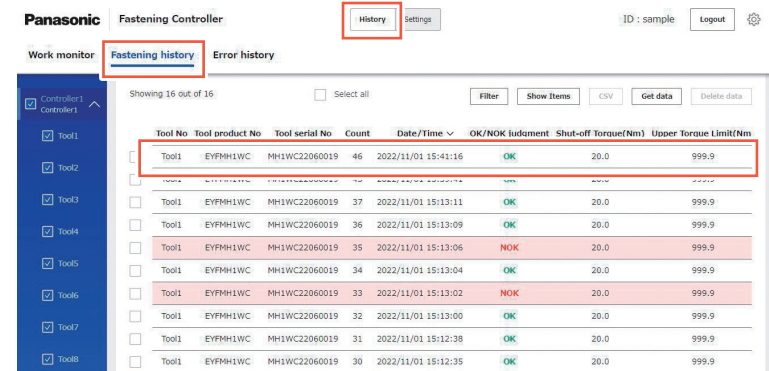 Panasonic Fastening Controller History Settings ID : sample Logout
Work monitor Fastening history Error history
Controller1
Controller1
Tool1
Tool2
Tool3
Tool4
Tool5
Tool6
Tool7
Tool8
Showing 16 out of 16 Select all Filter Show Items CSV Get data Delete data
Tool No Tool product No Tool serial No Count Date/Time OK/NOK judgment Shut-off Torque(Nm) Upper Torque Limit(Nm
Tool1 EYFMH1WC MH1WC22060019 46 2022/11/01 15:41:16 OK 20.0 999.9
Tool1 EYFMH1WC MH1WC22060019 37 2022/11/01 15:13:11 OK 20.0 999.9
Tool1 EYFMH1WC MH1WC22060019 36 2022/11/01 15:13:09 OK 20.0 999.9
Tool1 EYFMH1WC MH1WC22060019 35 2022/11/01 15:13:06 NOK 20.0 999.9
Tool1 EYFMH1WC MH1WC22060019 34 2022/11/01 15:13:04 OK 20.0 999.9
Tool1 EYFMH1WC MH1WC22060019 33 2022/11/01 15:13:02 NOK 20.0 999.9
Tool1 EYFMH1WC MH1WC22060019 32 2022/11/01 15:13:00 OK 20.0 999.9
Tool1 EYFMH1WC MH1WC22060019 31 2022/11/01 15:12:38 OK 20.0 999.9
Tool1 EYFMH1WC MH1WC22060019 30 2022/11/01 15:12:35 OK 20.0 999.9